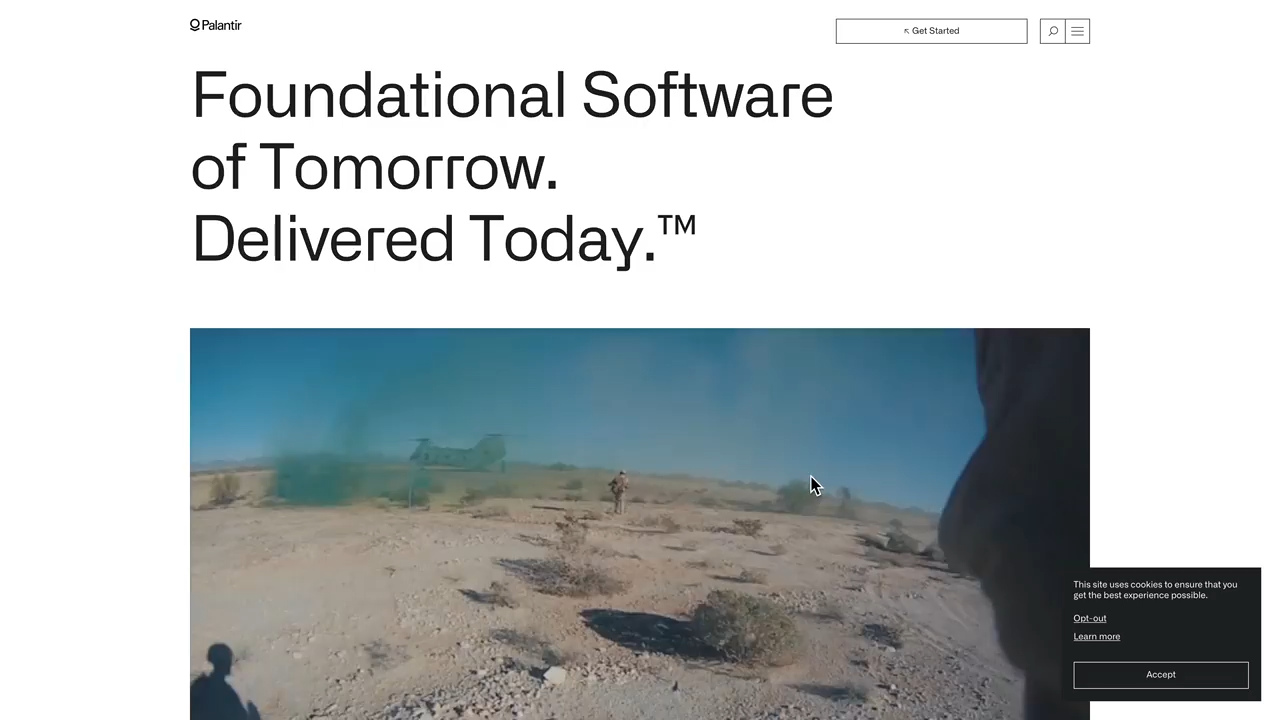 Palantir
Get Started
Foundational Software
of Tomorrow.
Delivered Today.™
This site uses cookies to ensure that you
get the best experience possible.
Opt-out
Learn more
Accept